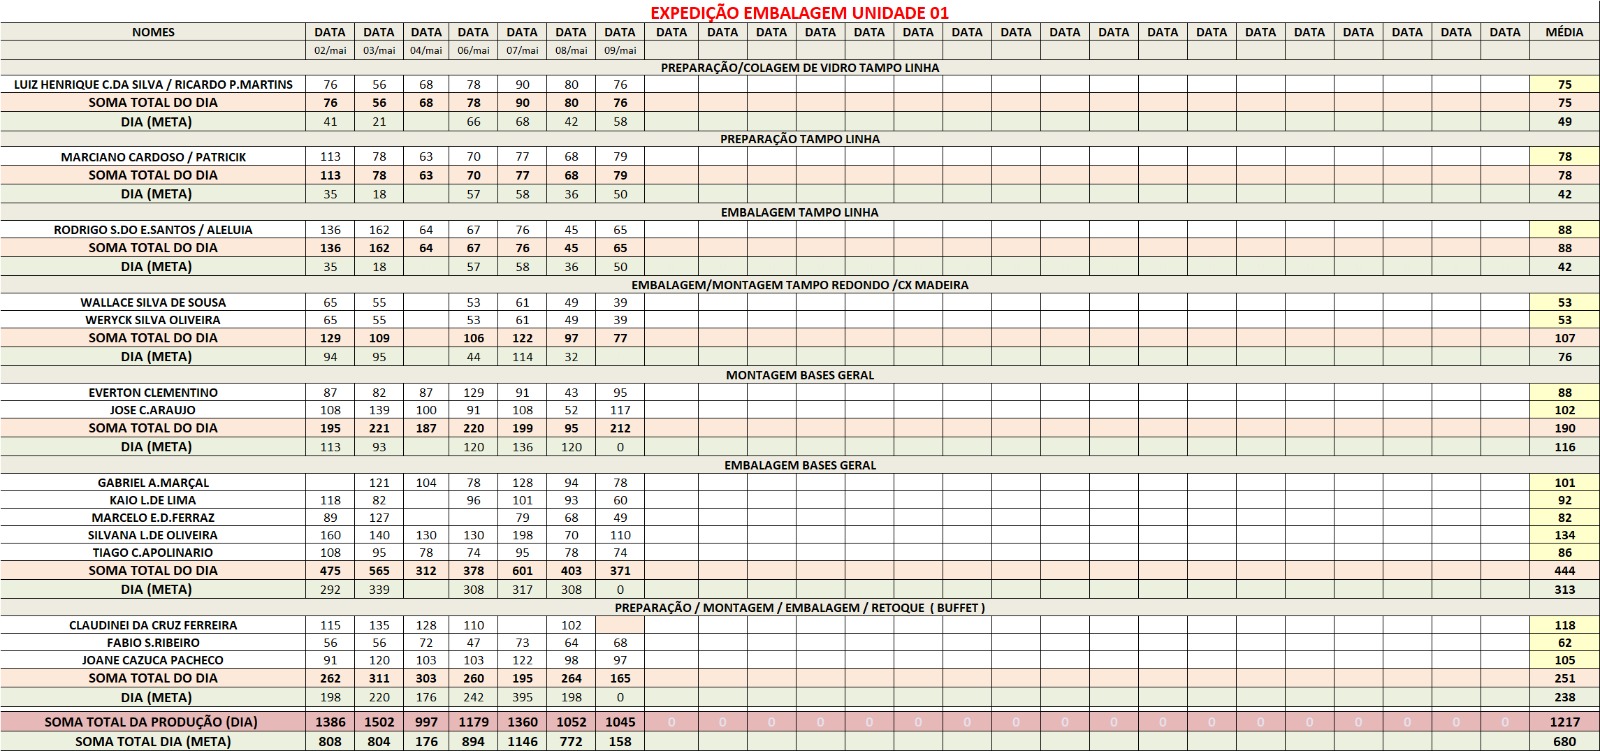 EXPEDIÇÃO EMBALAGEM UNIDADE 01
NOMES DATA DATA DATA DATA DATA DATA DATA DATA DATA DATA DATA DATA DATA DATA DATA DATA DATA DATA DATA DATA DATA DATA DATA DATA DATA MÉDIA
02/mai 03/mai 04/mai 06/mai 07/mai 08/mai 09/mai
PREPARAÇÃO/COLAGEM DE VIDRO TAMPO LINHA
LUIZ HENRIQUE C.DA SILVA / RICARDO P.MARTINS 76 56 68 78 90 80 76 75
SOMA TOTAL DO DIA 76 56 68 78 90 80 76 75
DIA (META) 41 21 66 68 42 58 49
PREPARAÇÃO TAMPO LINHA
MARCIANO CARDOSO / PATRICIK 113 78 63 70 77 68 79 78
SOMA TOTAL DO DIA 113 78 63 70 77 68 79 78
DIA (META) 35 18 57 58 36 50 42
EMBALAGEM TAMPO LINHA
RODRIGO S.DO E.SANTOS / ALELUIA 136 162 64 67 76 45 65 88
SOMA TOTAL DO DIA 136 162 64 67 76 45 65 88
DIA (META) 35 18 57 58 36 50 42
EMBALAGEM/MONTAGEM TAMPO REDONDO /CX MADEIRA
WALLACE SILVA DE SOUSA 65 55 53 61 49 39 53
WERYCK SILVA OLIVEIRA 65 55 53 61 49 39 53
SOMA TOTAL DO DIA 129 109 106 122 97 77 107
DIA (META) 94 95 44 114 32 76
MONTAGEM BASES GERAL
EVERTON CLEMENTINO 87 82 87 129 91 43 95 88
JOSE C.ARAUJO 108 139 100 91 108 52 117 102
SOMA TOTAL DO DIA 195 221 187 220 199 95 212 190
DIA (META) 113 93 120 136 120 0 116
EMBALAGEM BASES GERAL
GABRIEL A.MARÇAL 121 104 78 128 94 78 101
KAIO L.DE LIMA 118 82 96 101 93 60 92
MARCELO E.D.FERRAZ 89 127 79 68 49 82
SILVANA L.DE OLIVEIRA 160 140 130 130 198 70 110 134
TIAGO C.APOLINARIO 108 95 78 74 95 78 74 86
SOMA TOTAL DO DIA 475 565 312 378 601 403 371 444
DIA (META) 292 339 308 317 308 0 313
PREPARAÇÃO / MONTAGEM / EMBALAGEM / RETOQUE ( BUFFET )
CLAUDINEI DA CRUZ FERREIRA 115 135 128 110 102 118
FABIO S.RIBEIRO 56 56 72 47 73 64 68 62
JOANE CAZUCA PACHECO 91 120 103 103 122 98 97 105
SOMA TOTAL DO DIA 262 311 303 260 195 264 165 251
DIA (META) 198 220 176 242 395 198 0 238
SOMA TOTAL DA PRODUÇÃO (DIA) 1386 1502 997 1179 1360 1052 1045 0 0 0 0 0 0 0 0 0 0 0 0 0 0 0 0 0 0 1217
SOMA TOTAL DIA (META) 808 804 176 894 1146 772 158 680